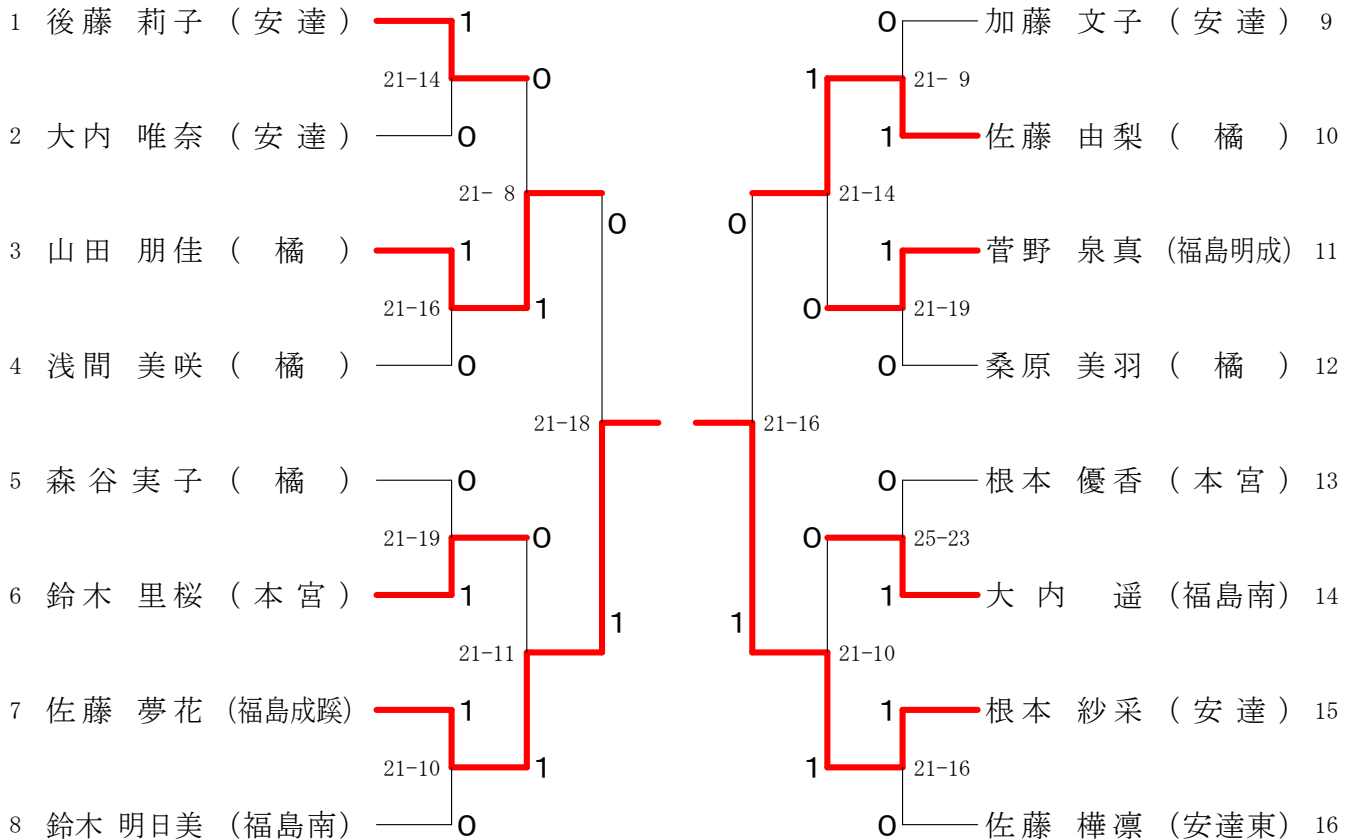 1 後藤 莉子 (安達) 1
0 加藤 文子 (安達) 9
21-14 0
1 21- 9
2 大内 唯奈 (安達) 0
1 佐藤 由梨 ( 橘 ) 10
21- 8
21-14
0 0
3 山田 朋佳 ( 橘 ) 1
1 菅野 泉真 (福島明成) 11
21-16 1
0 21-19
4 浅間 美咲 ( 橘 ) 0
0 桑原 美羽 ( 橘 ) 12
21-18
21-16
5 森谷実子 ( 橘 ) 0
0 根本 優香 (本宮) 13
21-19 0
0 25-23
6 鈴木 里桜 (本宮) 1
1 大内 遥 (福島南) 14
1 1
21-11
21-10
7 佐藤 夢花 (福島成蹊) 1
1 根本 紗采 (安達) 15
21-10 1
1 21-16
8 鈴木 明日美 (福島南) 0
0 佐藤 樺凛 (安達東) 16